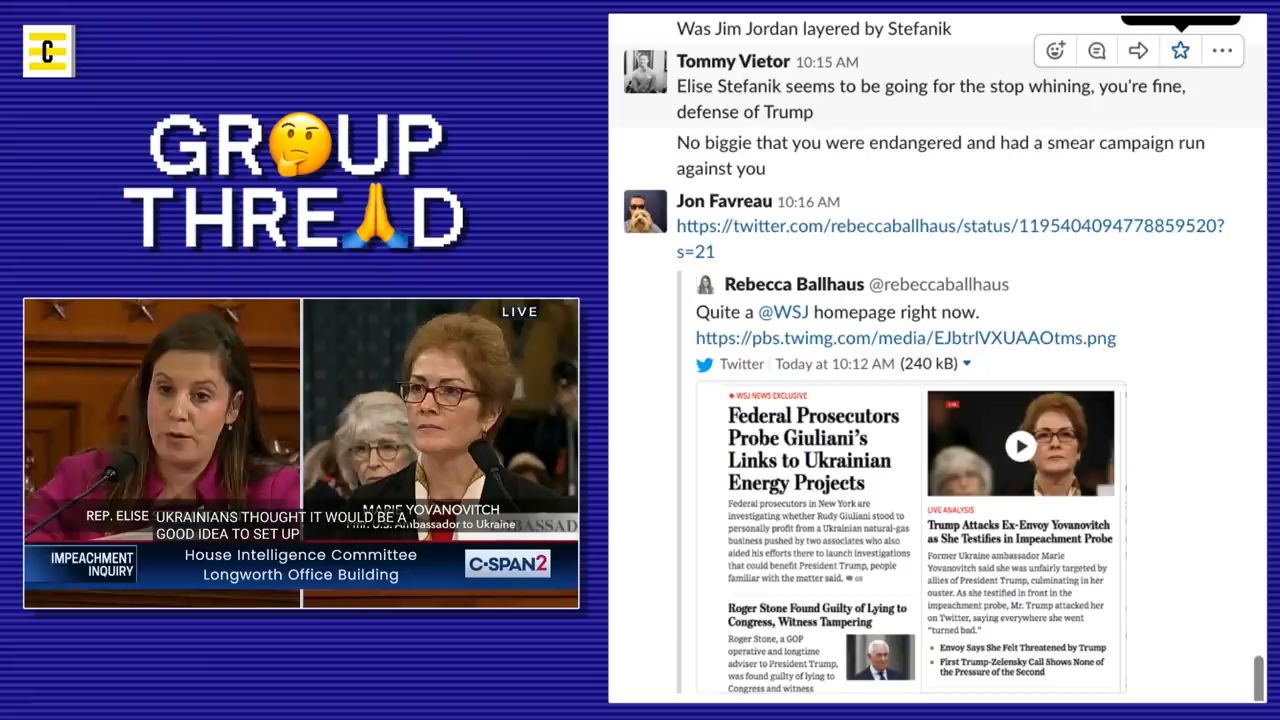 C
GR🤔UP
THRE🙏D
LIVE
REP. ELISE
UKRAINIANS THOUGHT IT WOULD BE A
GOOD IDEA TO SET UP
MARIE YOVANOVITCH
Ambassador to Ukraine
IMPEACHMENT
INQUIRY
House Intelligence Committee
Longworth Office Building
C-SPAN2
Was Jim Jordan layered by Stefanik
Tommy Vietor 10:15 AM
Elise Stefanik seems to be going for the stop whining, you're fine,
defense of Trump
No biggie that you were endangered and had a smear campaign run
against you
Jon Favreau 10:16 AM
https://twitter.com/rebeccaballhaus/status/1195404094778859520?
s=21
Rebecca Ballhaus @rebeccaballhaus
Quite a @WSJ homepage right now.
https://pbs.twimg.com/media/EJbtrlVXUAAOtms.png
Twitter | Today at 10:12 AM (240 kB)
WSJ NEWS EXCLUSIVE
Federal Prosecutors
Probe Giuliani's
Links to Ukrainian
Energy Projects
Federal prosecutors in New York are
investigating whether Rudy Giuliani stood to
personally profit from a Ukrainian natural-gas
business pushed by two associates who also
aided his efforts there to launch investigations
that could benefit President Trump, people
familiar with the matter said.
Roger Stone Found Guilty of Lying to
Congress, Witness Tampering
Roger Stone, a GOP
operative and longtime
adviser to President Trump,
was found guilty of lying to
Congress and witness
LIVE
LIVE ANALYSIS
Trump Attacks Ex-Envoy Yovanovitch
as She Testifies in Impeachment Probe
Former Ukraine ambassador Marie
Yovanovitch said she was unfairly targeted by
allies of President Trump, culminating in her
ouster. As she testified in front in the
impeachment probe, Mr. Trump attacked her
on Twitter, saying everywhere she went
"turned bad."
Envoy Says She Felt Threatened by Trump
First Trump-Zelensky Call Shows None of
the Pressure of the Second